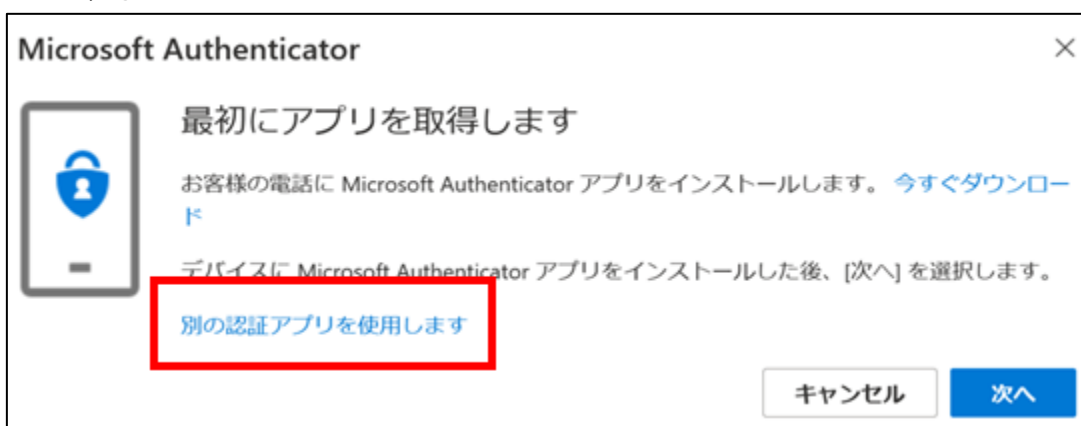 Microsoft Authenticator
最初にアプリを取得します
お客様の電話に Microsoft Authenticator アプリをインストールします。 今すぐダウンロー
ド
デバイスに Microsoft Authenticator アプリをインストールした後、[次へ] を選択します。
別の認証アプリを使用します
キャンセル 次へ